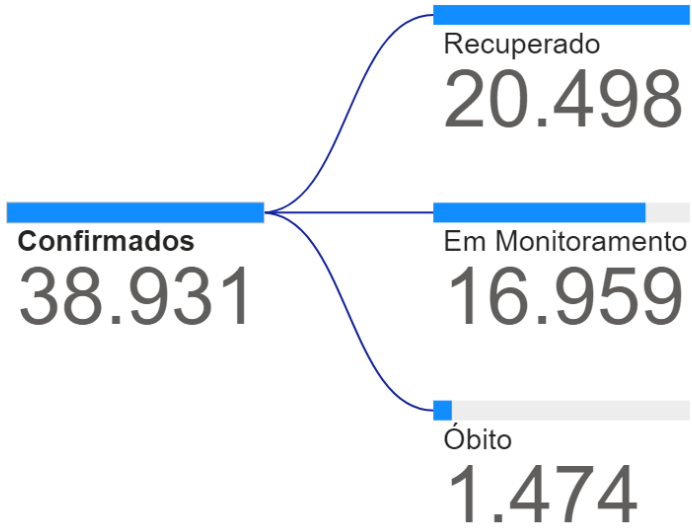 Recuperado
20.498
Confirmados
38.931
Em Monitoramento
16.959
Óbito
1.474